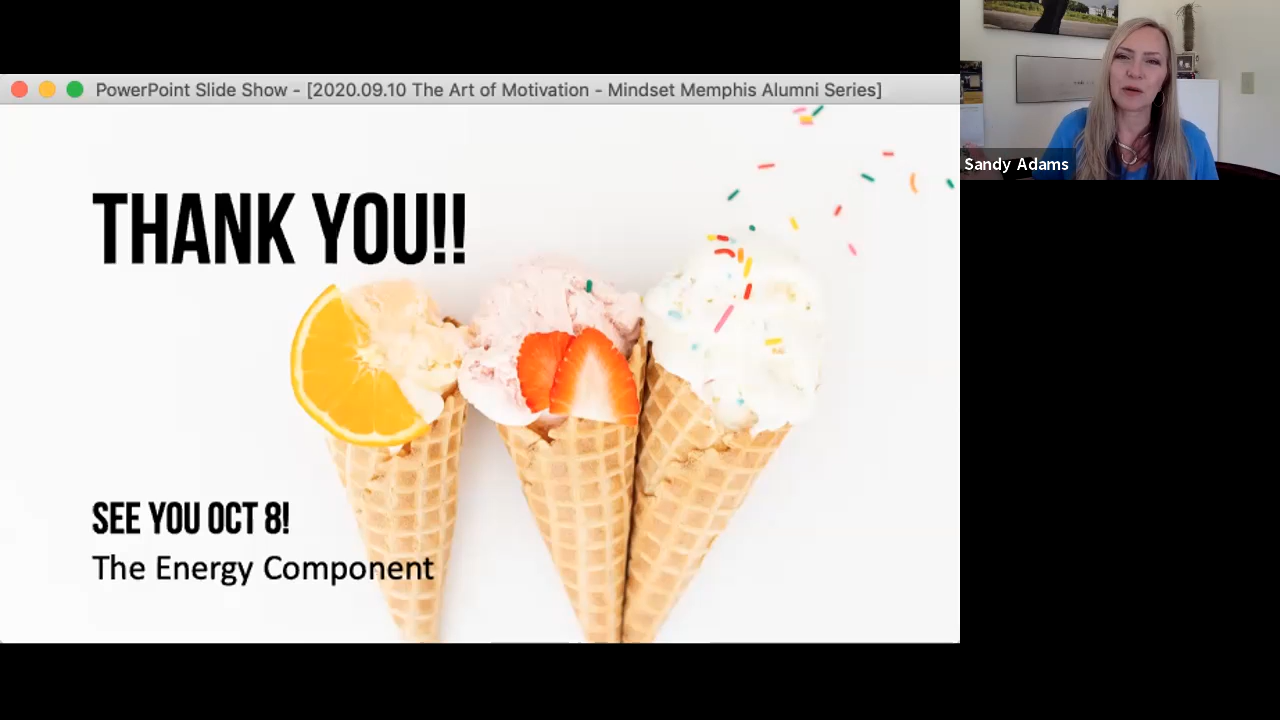 PowerPoint Slide Show - [2020.09.10 The Art of Motivation - Mindset Memphis Alumni Series]
Sandy Adams
THANK YOU!!
SEE YOU OCT 8!
The Energy Component